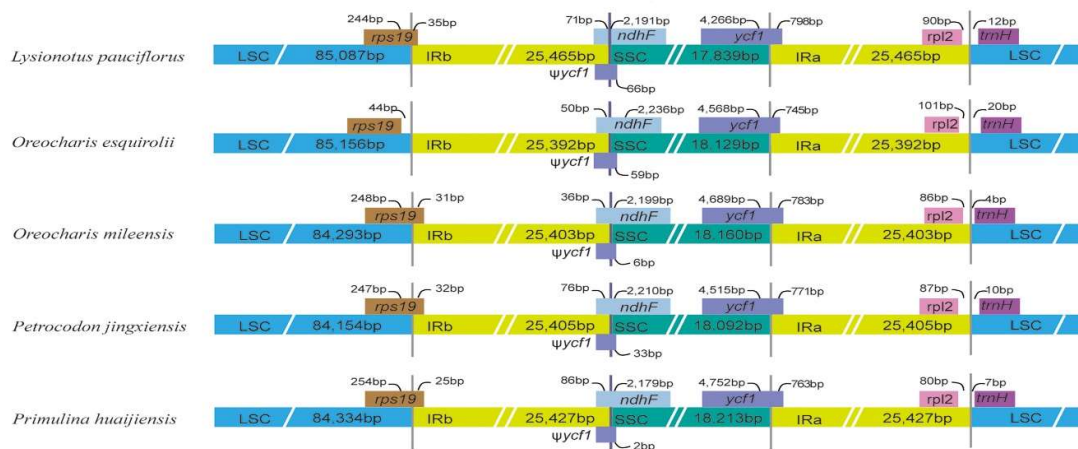 244bp 35bp 71bp 2,191bp 4,266bp 798bp 90bp 12bp
rps19 ndhF ycf1 rpl2 trnH
Lysionotus pauciflorus LSC 85,087bp IRb 25,465bp SSC 17,839bp IRa 25,465bp LSC
ψycf1 66bp
44bp 50bp 2,236bp 4,568bp 745bp 101bp 20bp
rps19 ndhF ycf1 rpl2 trnH
Oreocharis esquirolii LSC 85,156bp IRb 25,392bp SSC 18,129bp IRa 25,392bp LSC
ψycf1 59bp
248bp 31bp 36bp 2,199bp 4,689bp 783bp 86bp 4bp
rps19 ndhF ycf1 rpl2 trnH
Oreocharis mileensis LSC 84,293bp IRb 25,403bp SSC 18,160bp IRa 25,403bp LSC
ψycf1 6bp
247bp 32bp 76bp 2,210bp 4,515bp 771bp 87bp 10bp
rps19 ndhF ycf1 rpl2 trnH
Petrocodon jingxiensis LSC 84,154bp IRb 25,405bp SSC 18,092bp IRa 25,405bp LSC
ψycf1 33bp
254bp 25bp 86bp 2,179bp 4,752bp 763bp 80bp 7bp
rps19 ndhF ycf1 rpl2 trnH
Primulina huaijiensis LSC 84,334bp IRb 25,427bp SSC 18,213bp IRa 25,427bp LSC
ψycf1 2bp